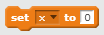 set x to 0